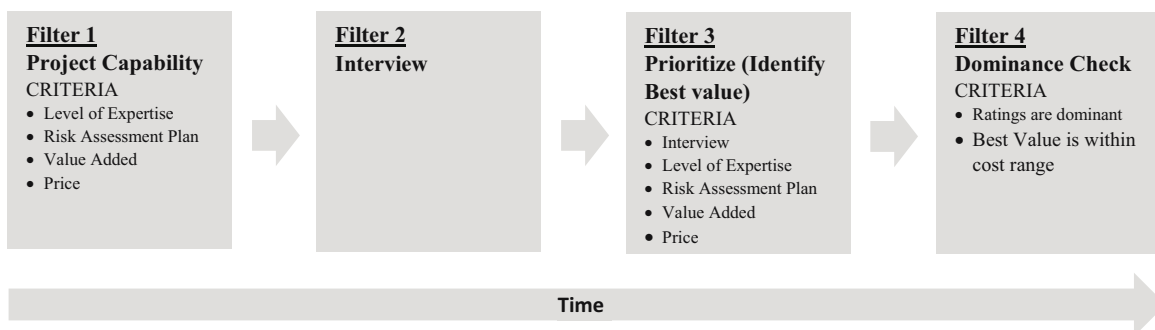 Filter 1
Project Capability
CRITERIA
• Level of Expertise
• Risk Assessment Plan
• Value Added
• Price
Filter 2
Interview
Filter 3
Prioritize (Identify
Best value)
CRITERIA
• Interview
• Level of Expertise
• Risk Assessment Plan
• Value Added
• Price
Filter 4
Dominance Check
CRITERIA
• Ratings are dominant
• Best Value is within
cost range
Time